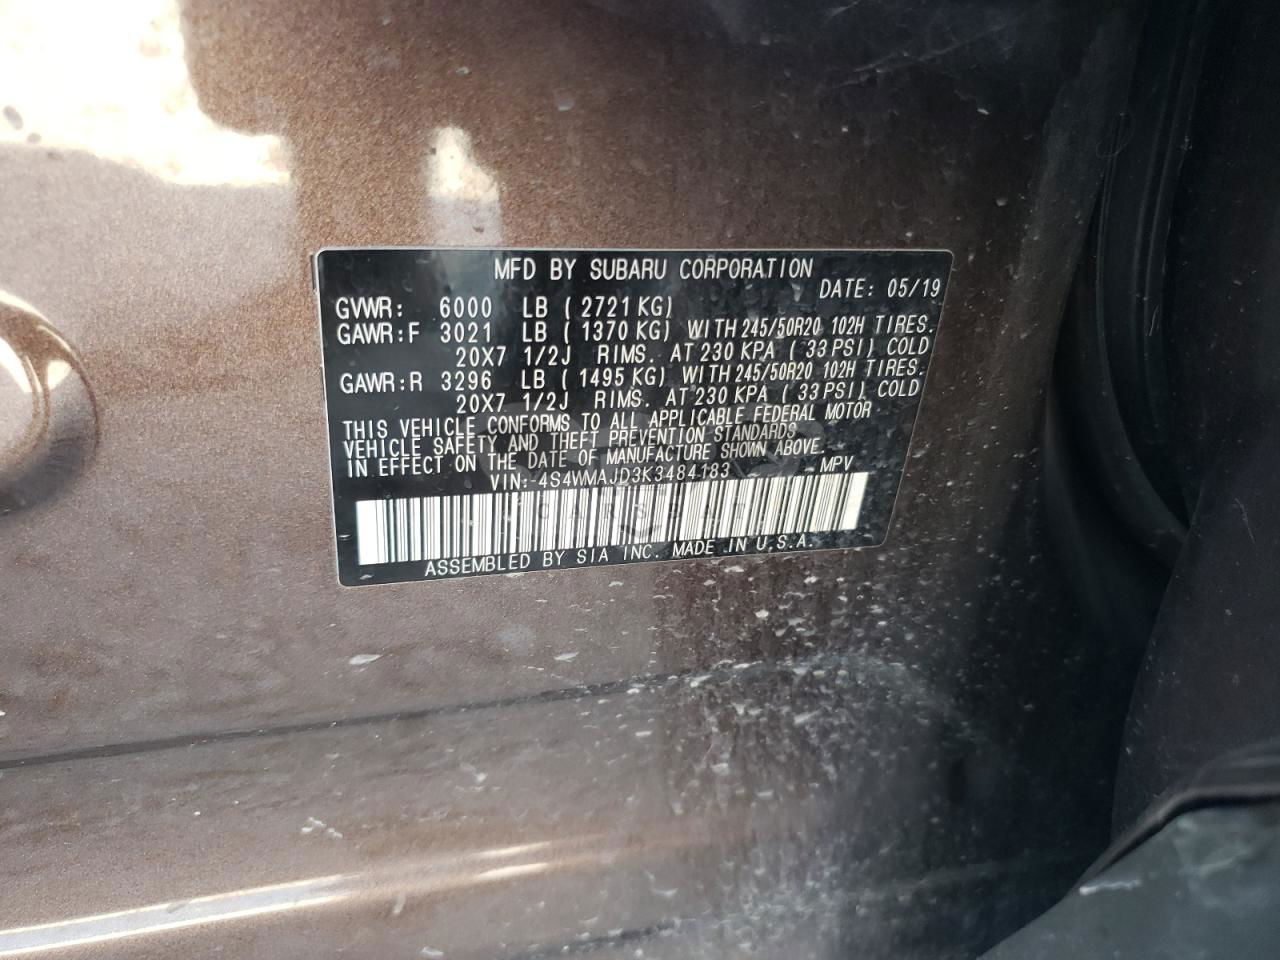 MFD BY SUBARU CORPORATION
DATE: 05/19
GVWR: 6000 LB ( 2721 KG)
GAWR:F 3021 LB ( 1370 KG) WITH 245/50R20 102H TIRES.
20X7 1/2J RIMS. AT 230 KPA ( 33 PSI) COLD
GAWR:R 3296 LB ( 1495 KG) WITH 245/50R20 102H TIRES.
20X7 1/2J RIMS. AT 230 KPA ( 33 PSI) COLD
THIS VEHICLE CONFORMS TO ALL APPLICABLE FEDERAL MOTOR
VEHICLE SAFETY AND THEFT PREVENTION STANDARDS
IN EFFECT ON THE DATE OF MANUFACTURE SHOWN ABOVE.
VIN:-4S4WMAJD3K3484183 MPV
ASSEMBLED BY SIA INC. MADE IN U.S.A.